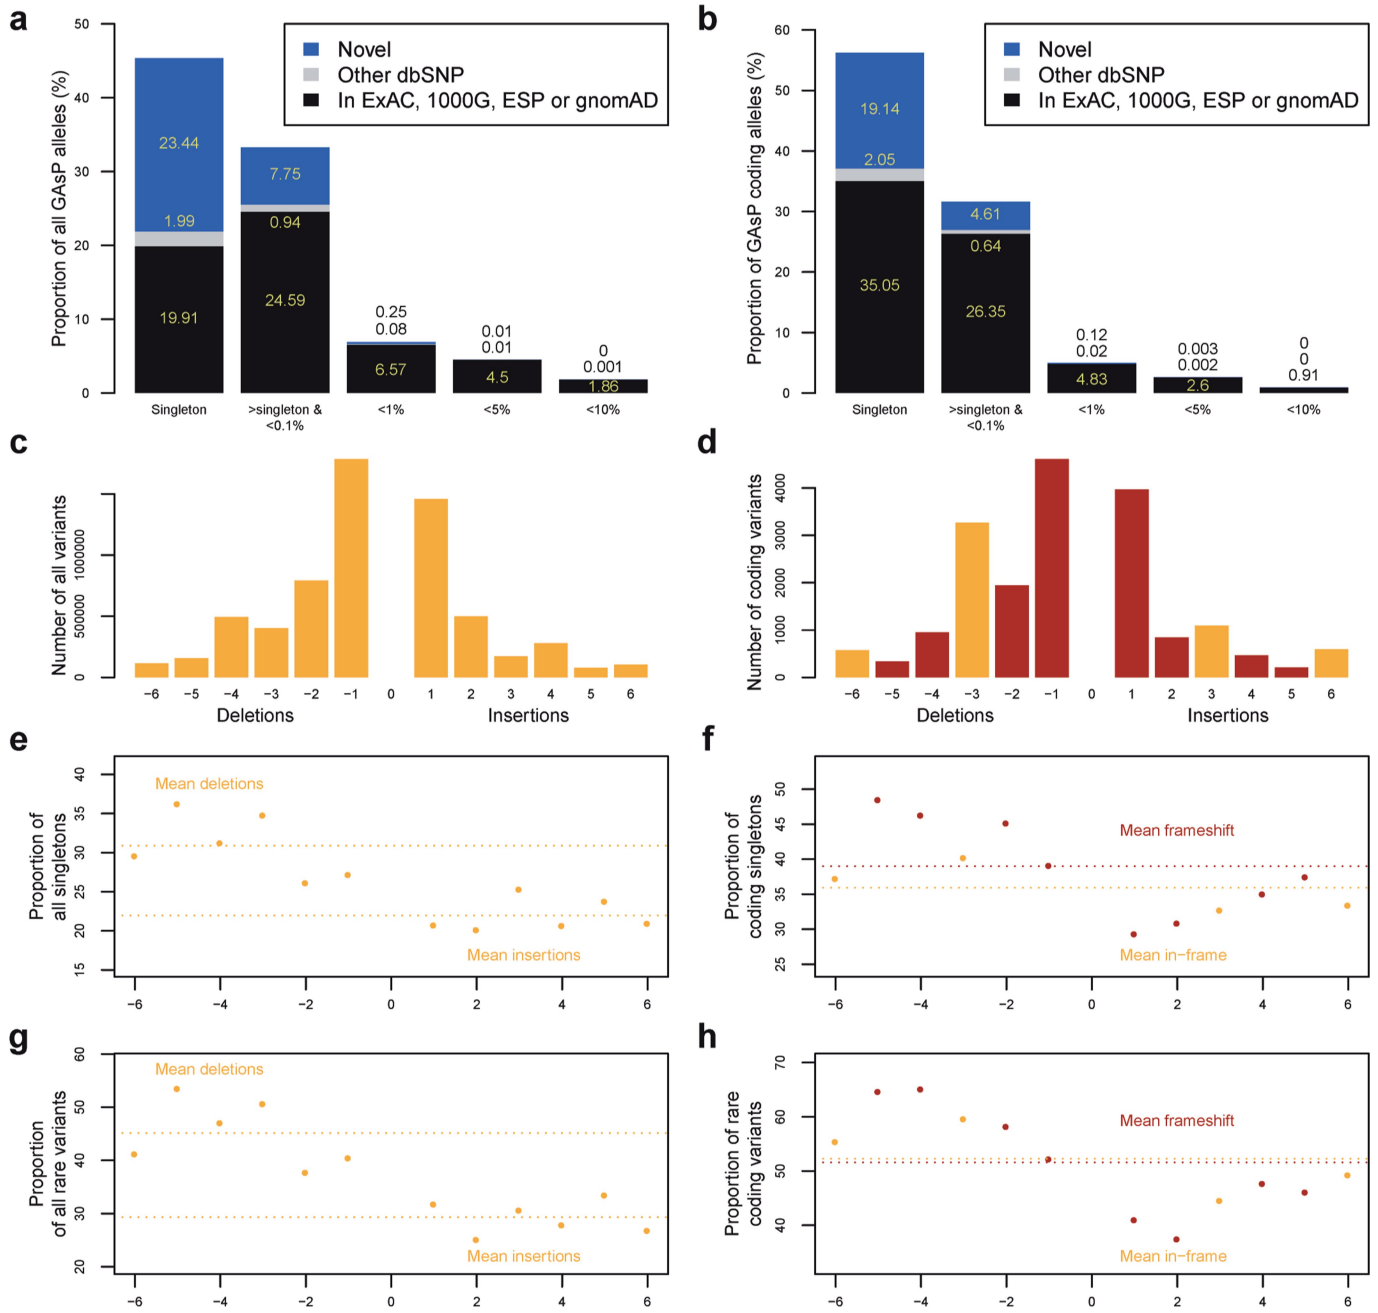 a
Proportion of all GAsP alleles (%)
50
40
30
20
10
0
Novel
Other dbSNP
In ExAC, 1000G, ESP or gnomAD
23.44
1.99
19.91
7.75
0.94
24.59
0.25
0.08
6.57
0.01
0.01
4.5
0
0.001
1.86
Singleton
>singleton &
<0.1%
<1%
<5%
<10%
b
Proportion of GAsP coding alleles (%)
60
50
40
30
20
10
0
Novel
Other dbSNP
In ExAC, 1000G, ESP or gnomAD
19.14
2.05
35.05
4.61
0.64
26.35
0.12
0.02
4.83
0.003
0.002
2.6
0
0
0.91
Singleton
>singleton &
<0.1%
<1%
<5%
<10%
c
Number of all variants
1000000
500000
0
−6 −5 −4 −3 −2 −1 0 1 2 3 4 5 6
Deletions Insertions
d
Number of coding variants
4000
3000
2000
1000
0
−6 −5 −4 −3 −2 −1 0 1 2 3 4 5 6
Deletions Insertions
e
Proportion of
all singletons
40
35
30
25
20
15
Mean deletions
Mean insertions
−6 −4 −2 0 2 4 6
f
Proportion of
coding singletons
50
45
40
35
30
25
Mean frameshift
Mean in−frame
−6 −4 −2 0 2 4 6
g
Proportion
of all rare variants
60
50
40
30
20
Mean deletions
Mean insertions
−6 −4 −2 0 2 4 6
h
Proportion of rare
coding variants
70
60
50
40
Mean frameshift
Mean in−frame
−6 −4 −2 0 2 4 6